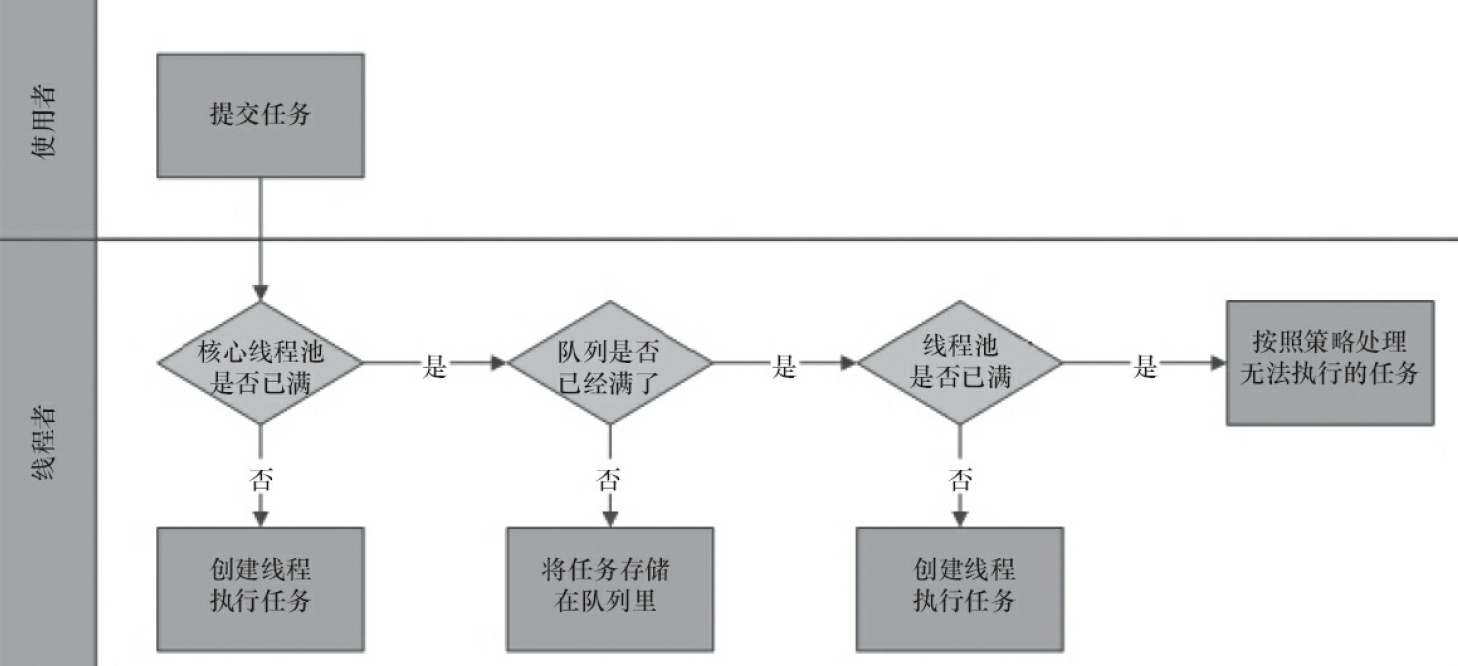 使用者
提交任务
线程者
核心线程池
是否已满
是
队列是否
已经满了
是
线程池
是否已满
是
按照策略处理
无法执行的任务
否
否
否
创建线程
执行任务
将任务存储
在队列里
创建线程
执行任务